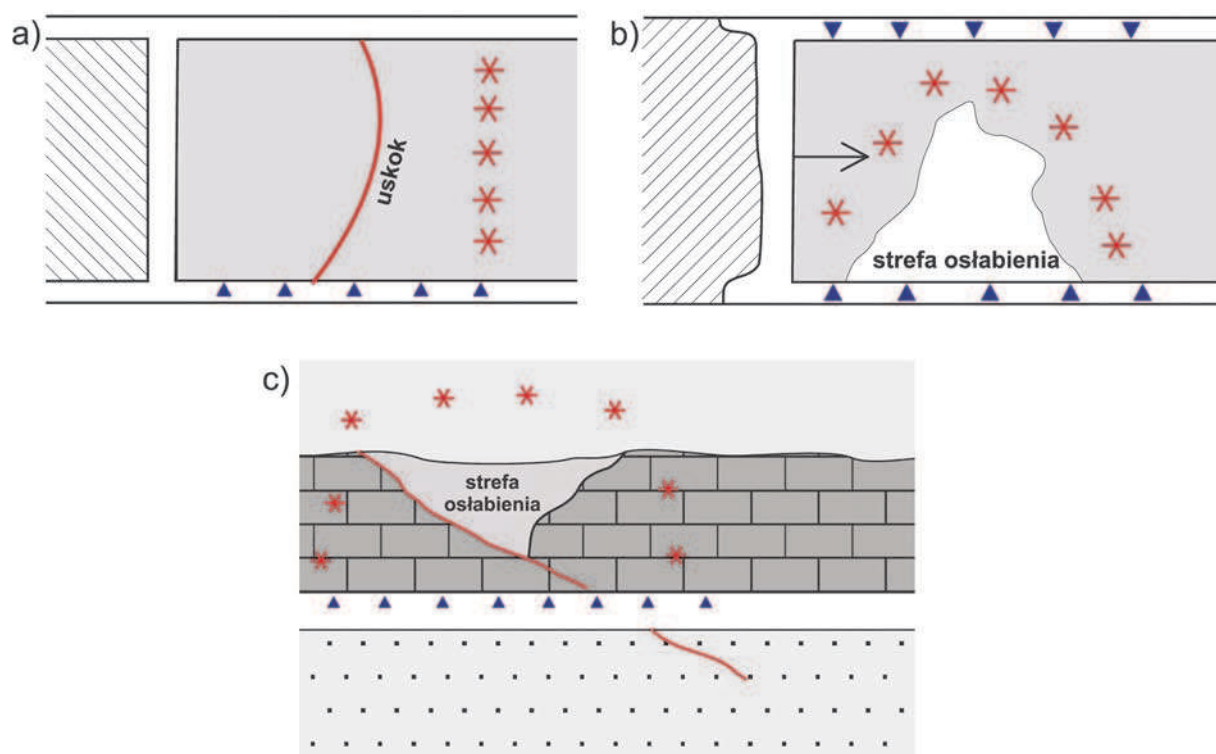 a)
uskok
b)
strefa osłabienia
c)
strefa
osłabienia